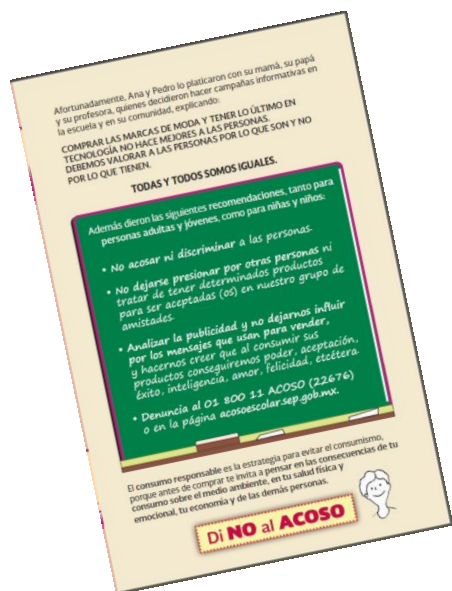 Afortunadamente, Ana y Pedro lo platicaron con su mamá, su papá
y su profesora, quienes decidieron hacer campañas informativas en
la escuela y en su comunidad, explicando:
COMPRAR LAS MARCAS DE MODA Y TENER LO ÚLTIMO EN
TECNOLOGÍA NO HACE MEJORES A LAS PERSONAS.
DEBEMOS VALORAR A LAS PERSONAS POR LO QUE SON Y NO
POR LO QUE TIENEN.
TODAS Y TODOS SOMOS IGUALES.
Además dieron las siguientes recomendaciones, tanto para
personas adultas y jóvenes, como para niñas y niños:
• No acosar ni discriminar a las personas.
• No dejarse presionar por otras personas ni
tratar de tener determinados productos
para ser aceptadas (os) en nuestro grupo de
amistades.
• Analizar la publicidad y no dejarnos influir
por los mensajes que usan para vender,
y hacernos creer que al consumir sus
productos conseguiremos poder, aceptación,
éxito, inteligencia, amor, felicidad, etcétera.
• Denuncia al 01 800 11 ACOSO (22676)
o en la página acosoescolar.sep.gob.mx.
El consumo responsable es la estrategia para evitar el consumismo,
porque antes de comprar te invita a pensar en las consecuencias de tu
consumo sobre el medio ambiente, en tu salud física y
emocional, tu economía y de las demás personas.
Di NO al ACOSO